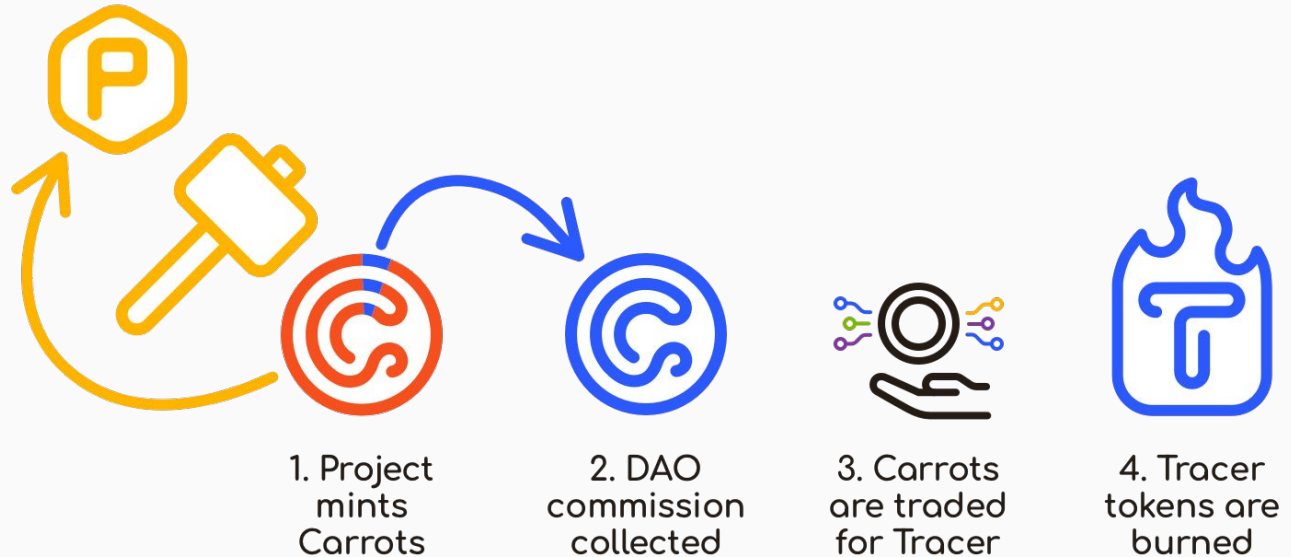 P
C
C
T
1. Project
mints
Carrots
2. DAO
commission
collected
3. Carrots
are traded
for Tracer
4. Tracer
tokens are
burned